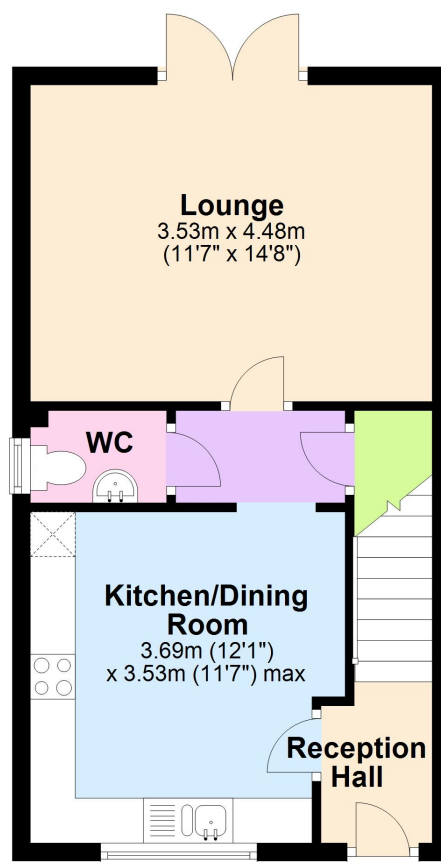 Lounge
3.53m x 4.48m
(11'7" x 14'8")
WC
Kitchen/Dining
Room
3.69m (12'1")
x 3.53m (11'7") max
Reception
Hall